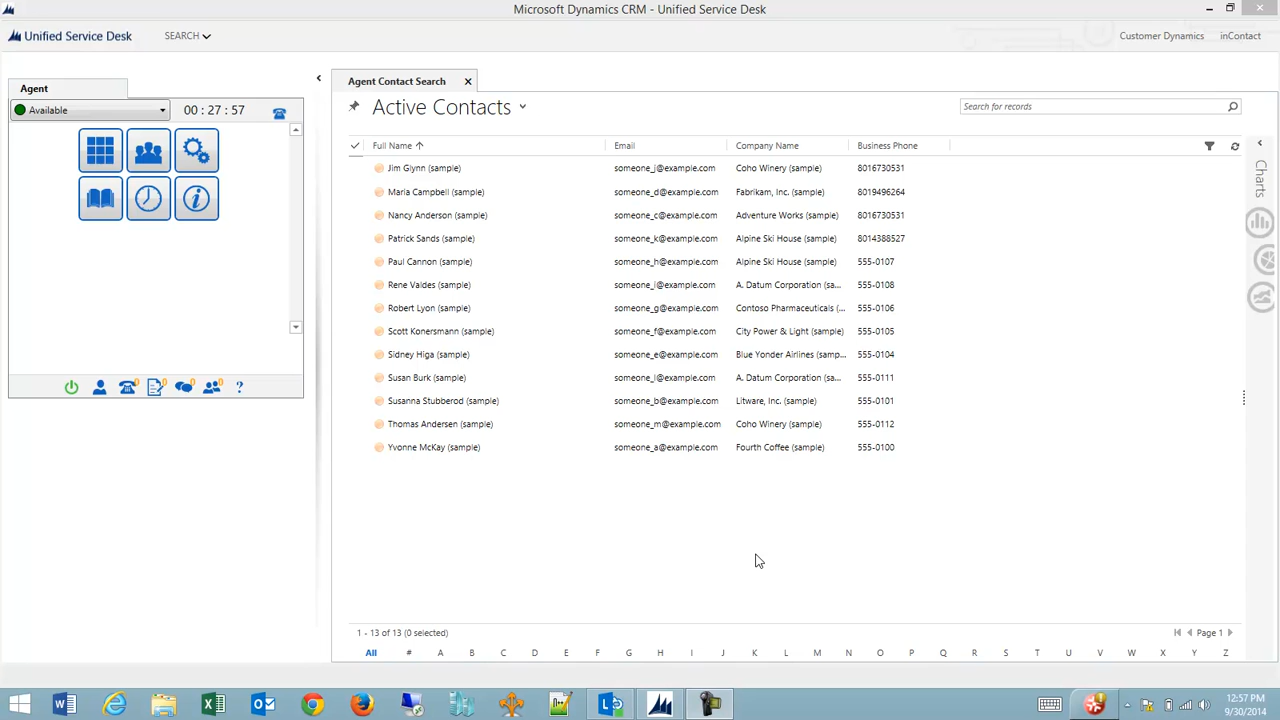 Microsoft Dynamics CRM - Unified Service Desk
Unified Service Desk SEARCH Customer Dynamics inContact
Agent Agent Contact Search
Available 00 : 27 : 57
Active Contacts Search for records
Full Name Email Company Name Business Phone
Jim Glynn (sample) someone_j@example.com Coho Winery (sample) 8016730531
Maria Campbell (sample) someone_d@example.com Fabrikam, Inc. (sample) 8019496264
Nancy Anderson (sample) someone_c@example.com Adventure Works (sample) 8016730531
Patrick Sands (sample) someone_k@example.com Alpine Ski House (sample) 8014388527
Paul Cannon (sample) someone_h@example.com Alpine Ski House (sample) 555-0107
Rene Valdes (sample) someone_i@example.com A. Datum Corporation (sa... 555-0108
Robert Lyon (sample) someone_g@example.com Contoso Pharmaceuticals (... 555-0106
Scott Konersmann (sample) someone_f@example.com City Power & Light (sample) 555-0105
Sidney Higa (sample) someone_e@example.com Blue Yonder Airlines (samp... 555-0104
Susan Burk (sample) someone_l@example.com A. Datum Corporation (sa... 555-0111
Susanna Stubberod (sample) someone_b@example.com Litware, Inc. (sample) 555-0101
Thomas Andersen (sample) someone_m@example.com Coho Winery (sample) 555-0112
Yvonne McKay (sample) someone_a@example.com Fourth Coffee (sample) 555-0100
Charts
1 - 13 of 13 (0 selected) Page 1
All # A B C D E F G H I J K L M N O P Q R S T U V W X Y Z
12:57 PM
9/30/2014